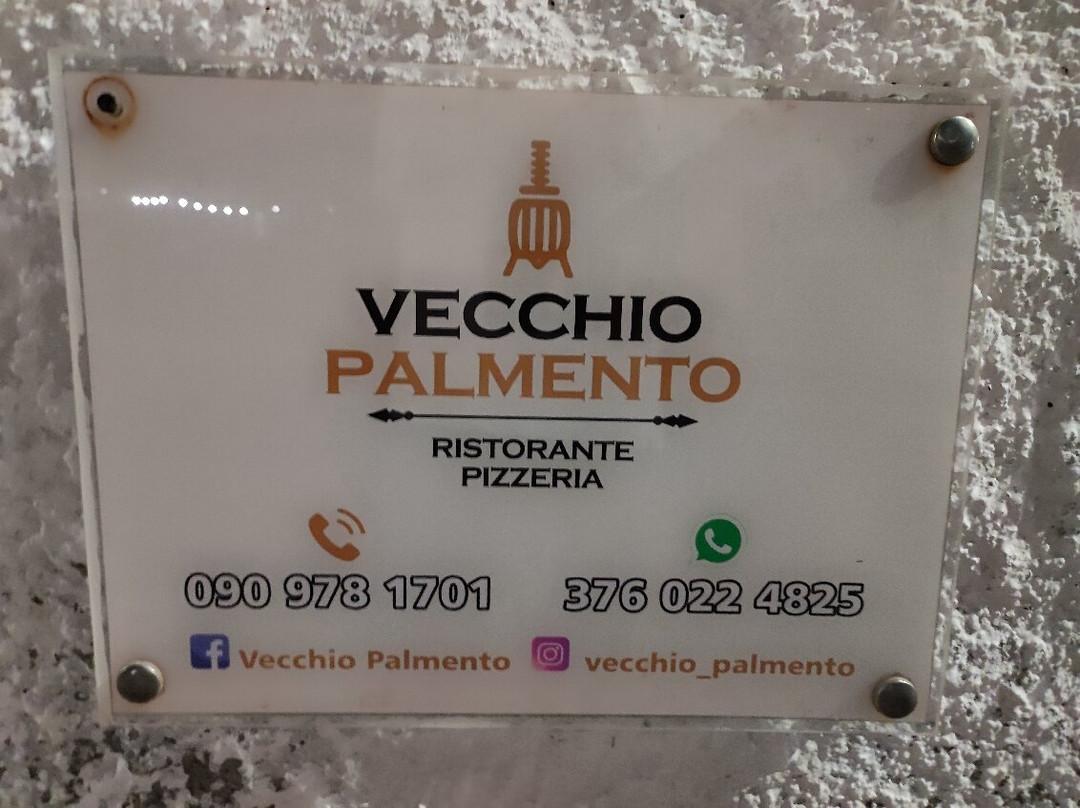 VECCHIO
PALMENTO
RISTORANTE
PIZZERIA
090 978 1701 376 022 4825
Vecchio Palmento vecchio_palmento